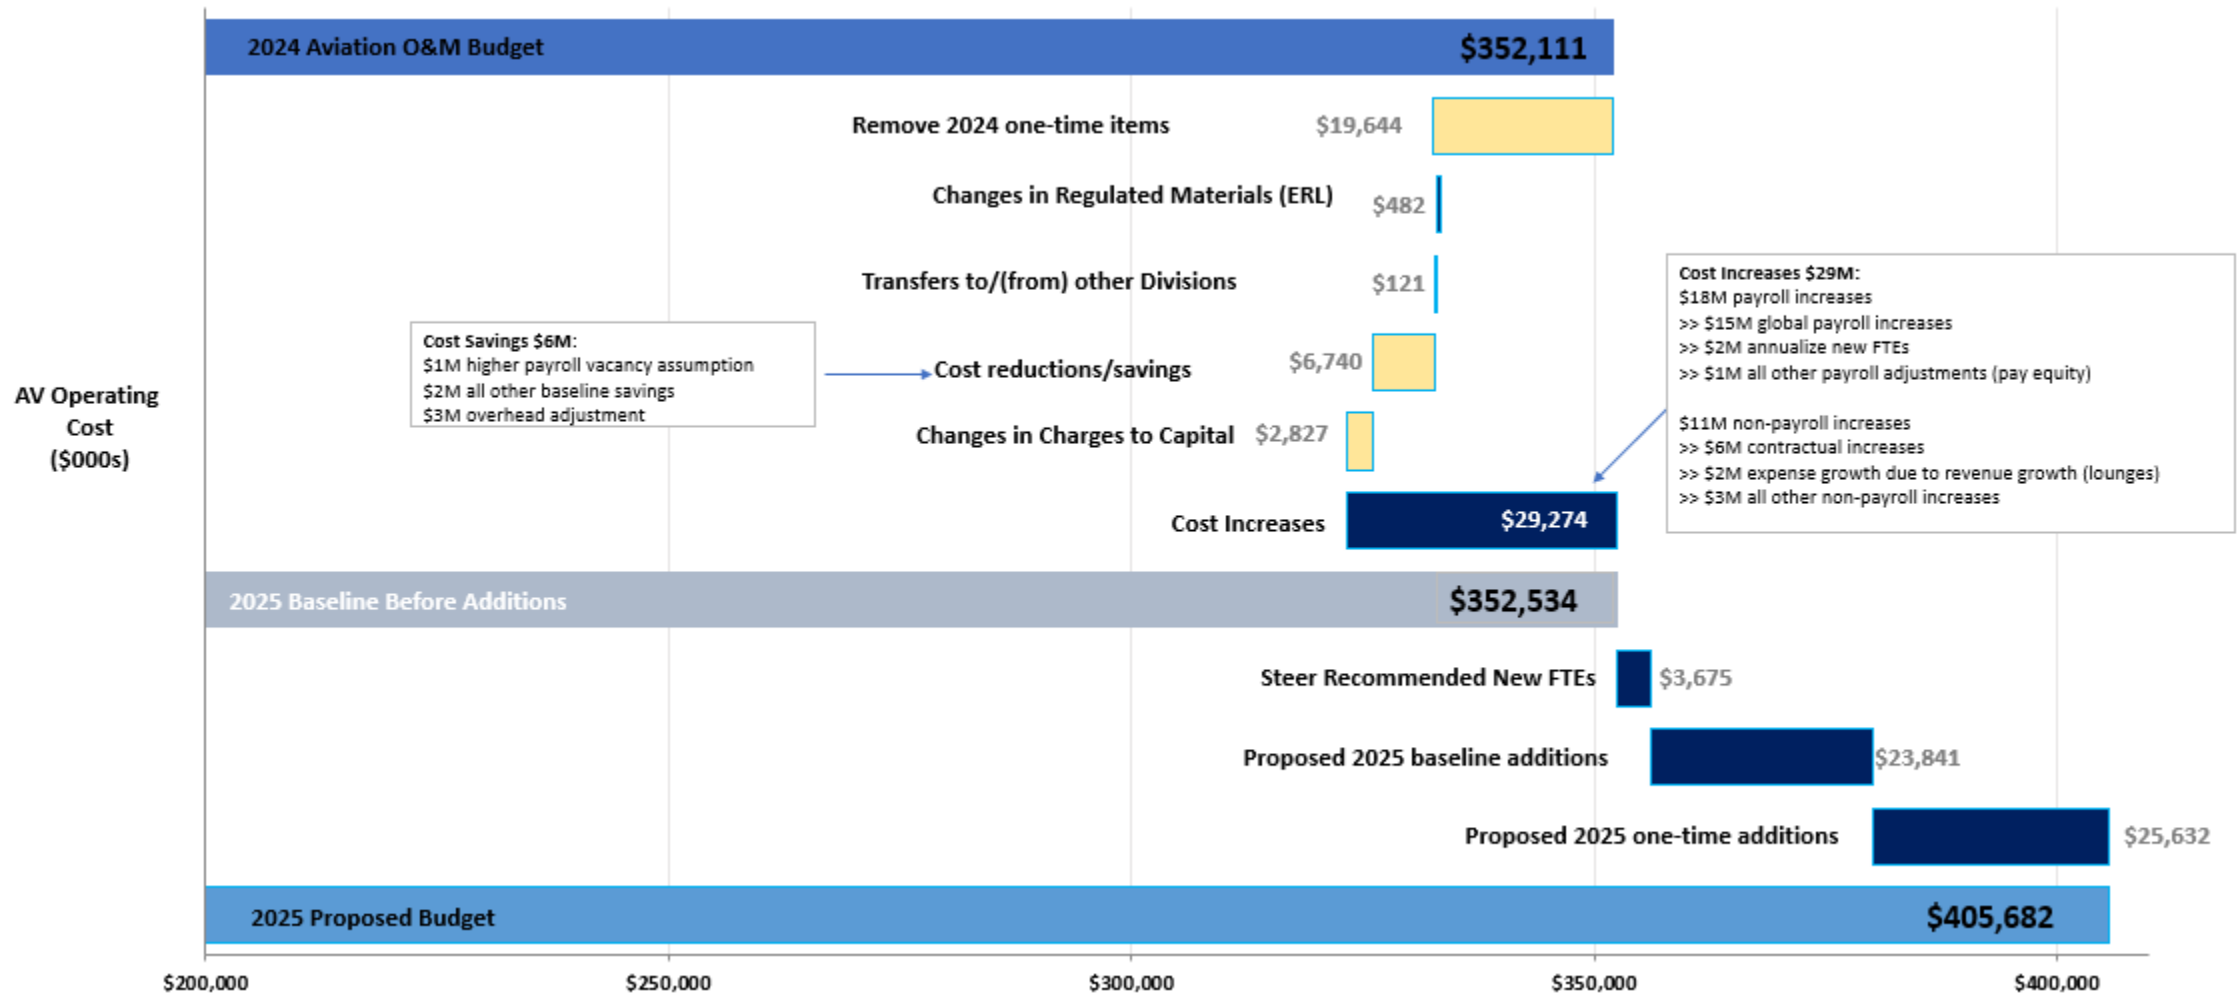 2024 Aviation O&M Budget
$352,111
Remove 2024 one-time items
$19,644
Changes in Regulated Materials (ERL)
$482
Transfers to/(from) other Divisions
$121
Cost Increases $29M:
$18M payroll increases
>> $15M global payroll increases
>> $2M annualize new FTEs
>> $1M all other payroll adjustments (pay equity)
$11M non-payroll increases
>> $6M contractual increases
>> $2M expense growth due to revenue growth (lounges)
>> $3M all other non-payroll increases
Cost Savings $6M:
$1M higher payroll vacancy assumption
$2M all other baseline savings
$3M overhead adjustment
Cost reductions/savings
$6,740
AV Operating
Cost
($000s)
Changes in Charges to Capital
$2,827
Cost Increases
$29,274
2025 Baseline Before Additions
$352,534
Steer Recommended New FTEs
$3,675
Proposed 2025 baseline additions
$23,841
Proposed 2025 one-time additions
$25,632
2025 Proposed Budget
$405,682
$200,000
$250,000
$300,000
$350,000
$400,000